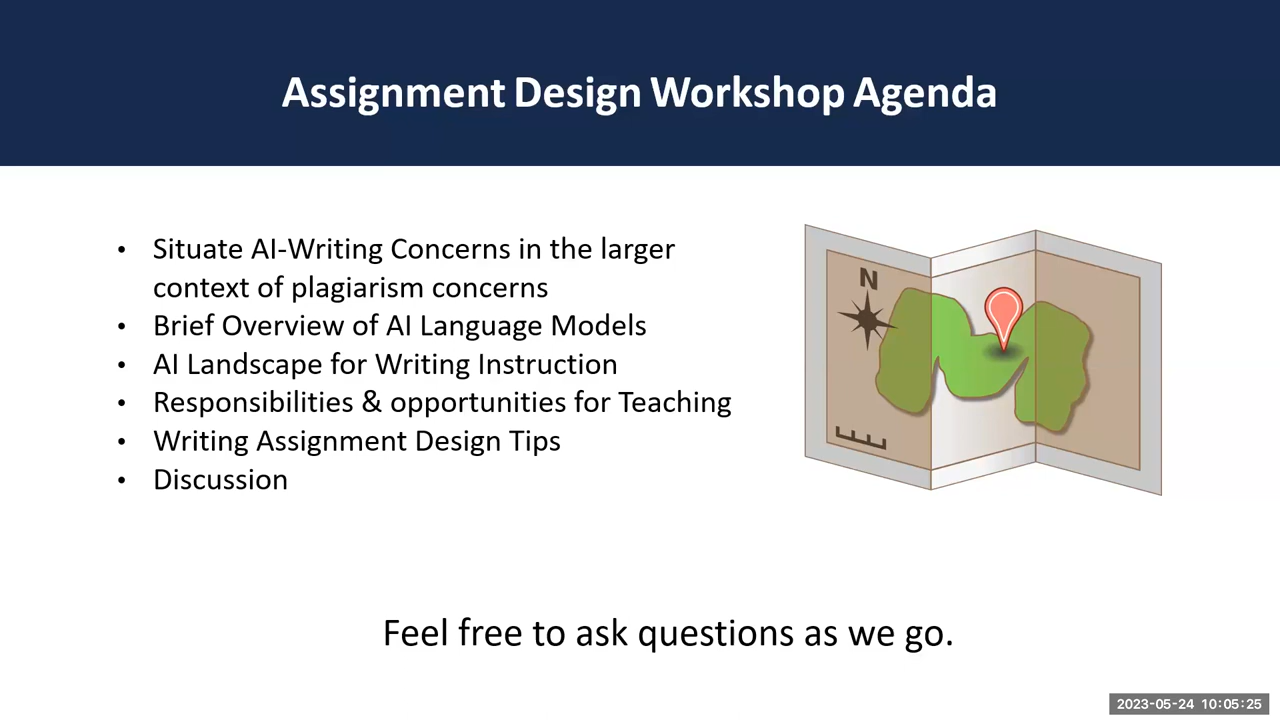 Assignment Design Workshop Agenda
• Situate AI-Writing Concerns in the larger
context of plagiarism concerns
• Brief Overview of AI Language Models
• AI Landscape for Writing Instruction
• Responsibilities & opportunities for Teaching
• Writing Assignment Design Tips
• Discussion
N
Feel free to ask questions as we go.
2023-05-24 10:05:25